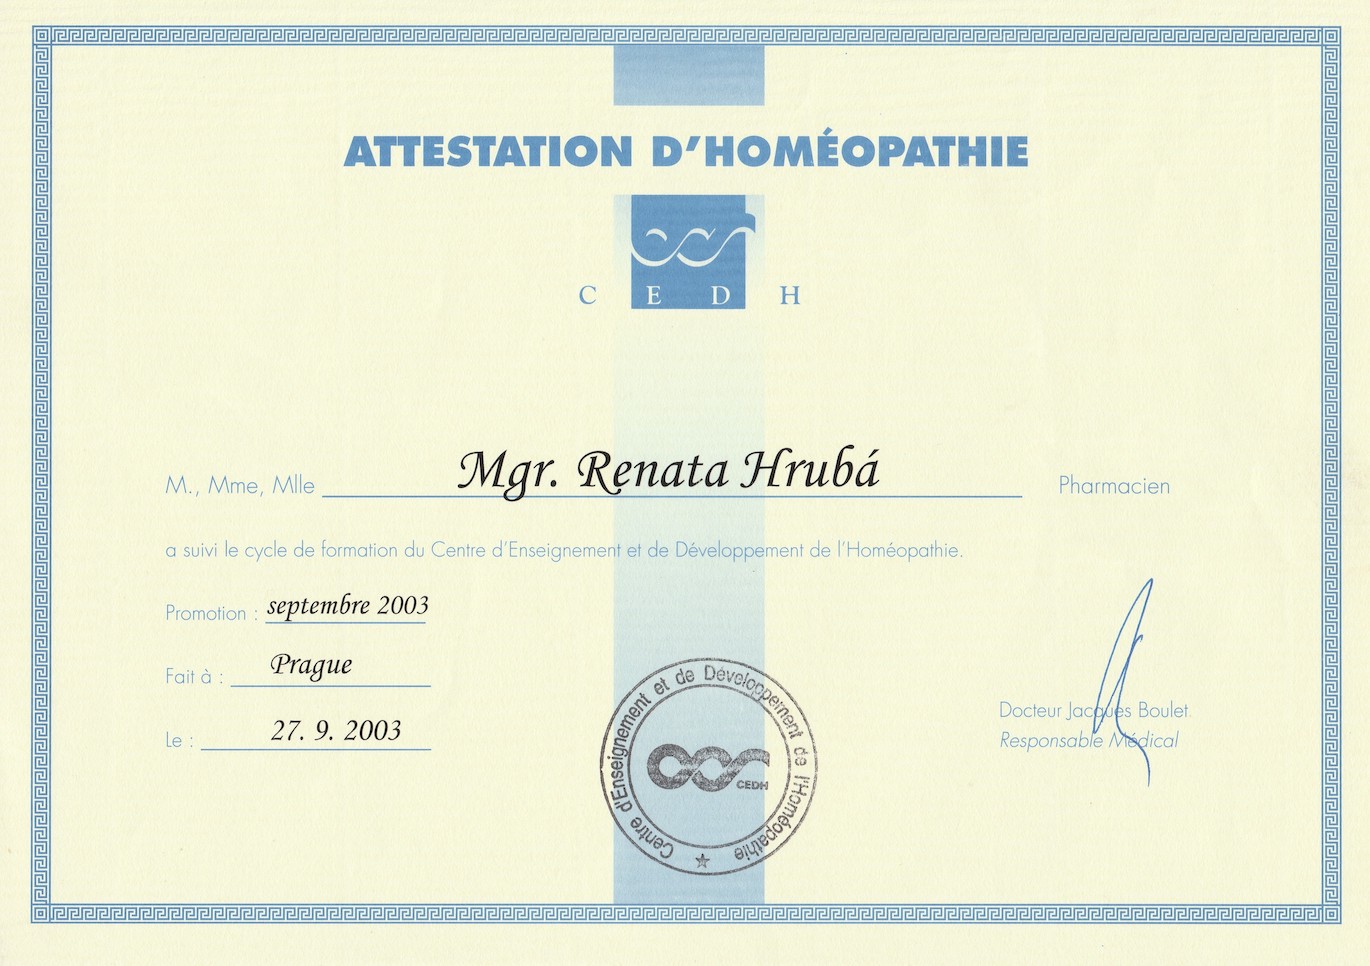 ATTESTATION D'HOMÉOPATHIE
C E D H
M., Mme, Mlle Mgr. Renata Hrubá Pharmacien
a suivi le cycle de formation du Centre d'Enseignement et de Développement de l'Homéopathie.
Promotion : septembre 2003
Fait à : Prague
Le : 27. 9. 2003
Centre d'Enseignement et de Développement de l'Homéopathie
CEDH
Docteur Jacques Boulet
Responsable Médical